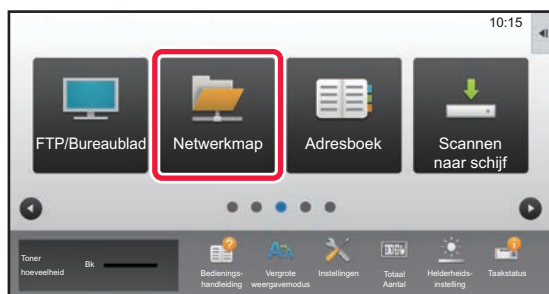 10:15
FTP/Bureaublad
Netwerkmap
Adresboek
Scannen
naar schijf
Toner
hoeveelheid
Bk
Bedienings-
handleiding
Vergrote
weergavemodus
Instellingen
Totaal
Aantal
Helderheids-
instelling
Taakstatus